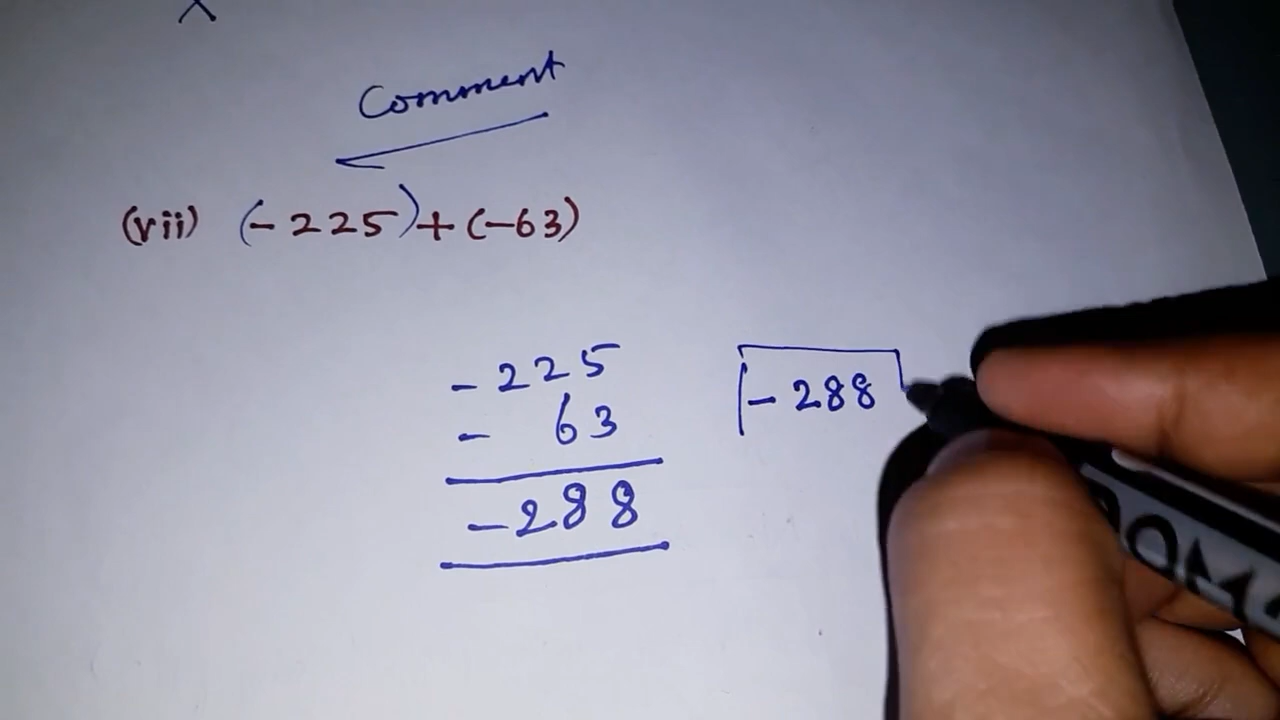 Comment
(vii) (-225)+(-63)
-225
- 63
-288
-288